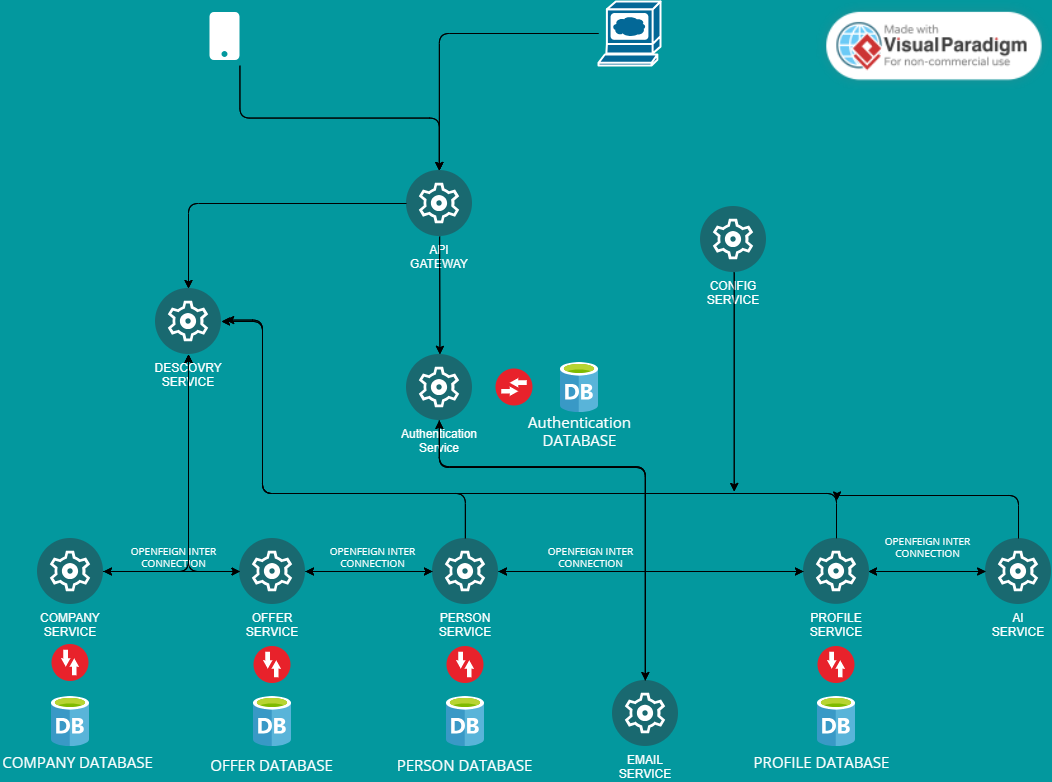 Made with
VisualParadigm
For non-commercial use
API
GATEWAY
CONFIG
SERVICE
DESCOVRY
SERVICE
DB
Authentication
DATABASE
Authentication
Service
OPENFEIGN INTER
CONNECTION
OPENFEIGN INTER
CONNECTION
OPENFEIGN INTER
CONNECTION
OPENFEIGN INTER
CONNECTION
COMPANY
SERVICE
OFFER
SERVICE
PERSON
SERVICE
PROFILE
SERVICE
AI
SERVICE
DB
DB
DB
DB
COMPANY DATABASE
OFFER DATABASE
PERSON DATABASE
EMAIL
SERVICE
PROFILE DATABASE